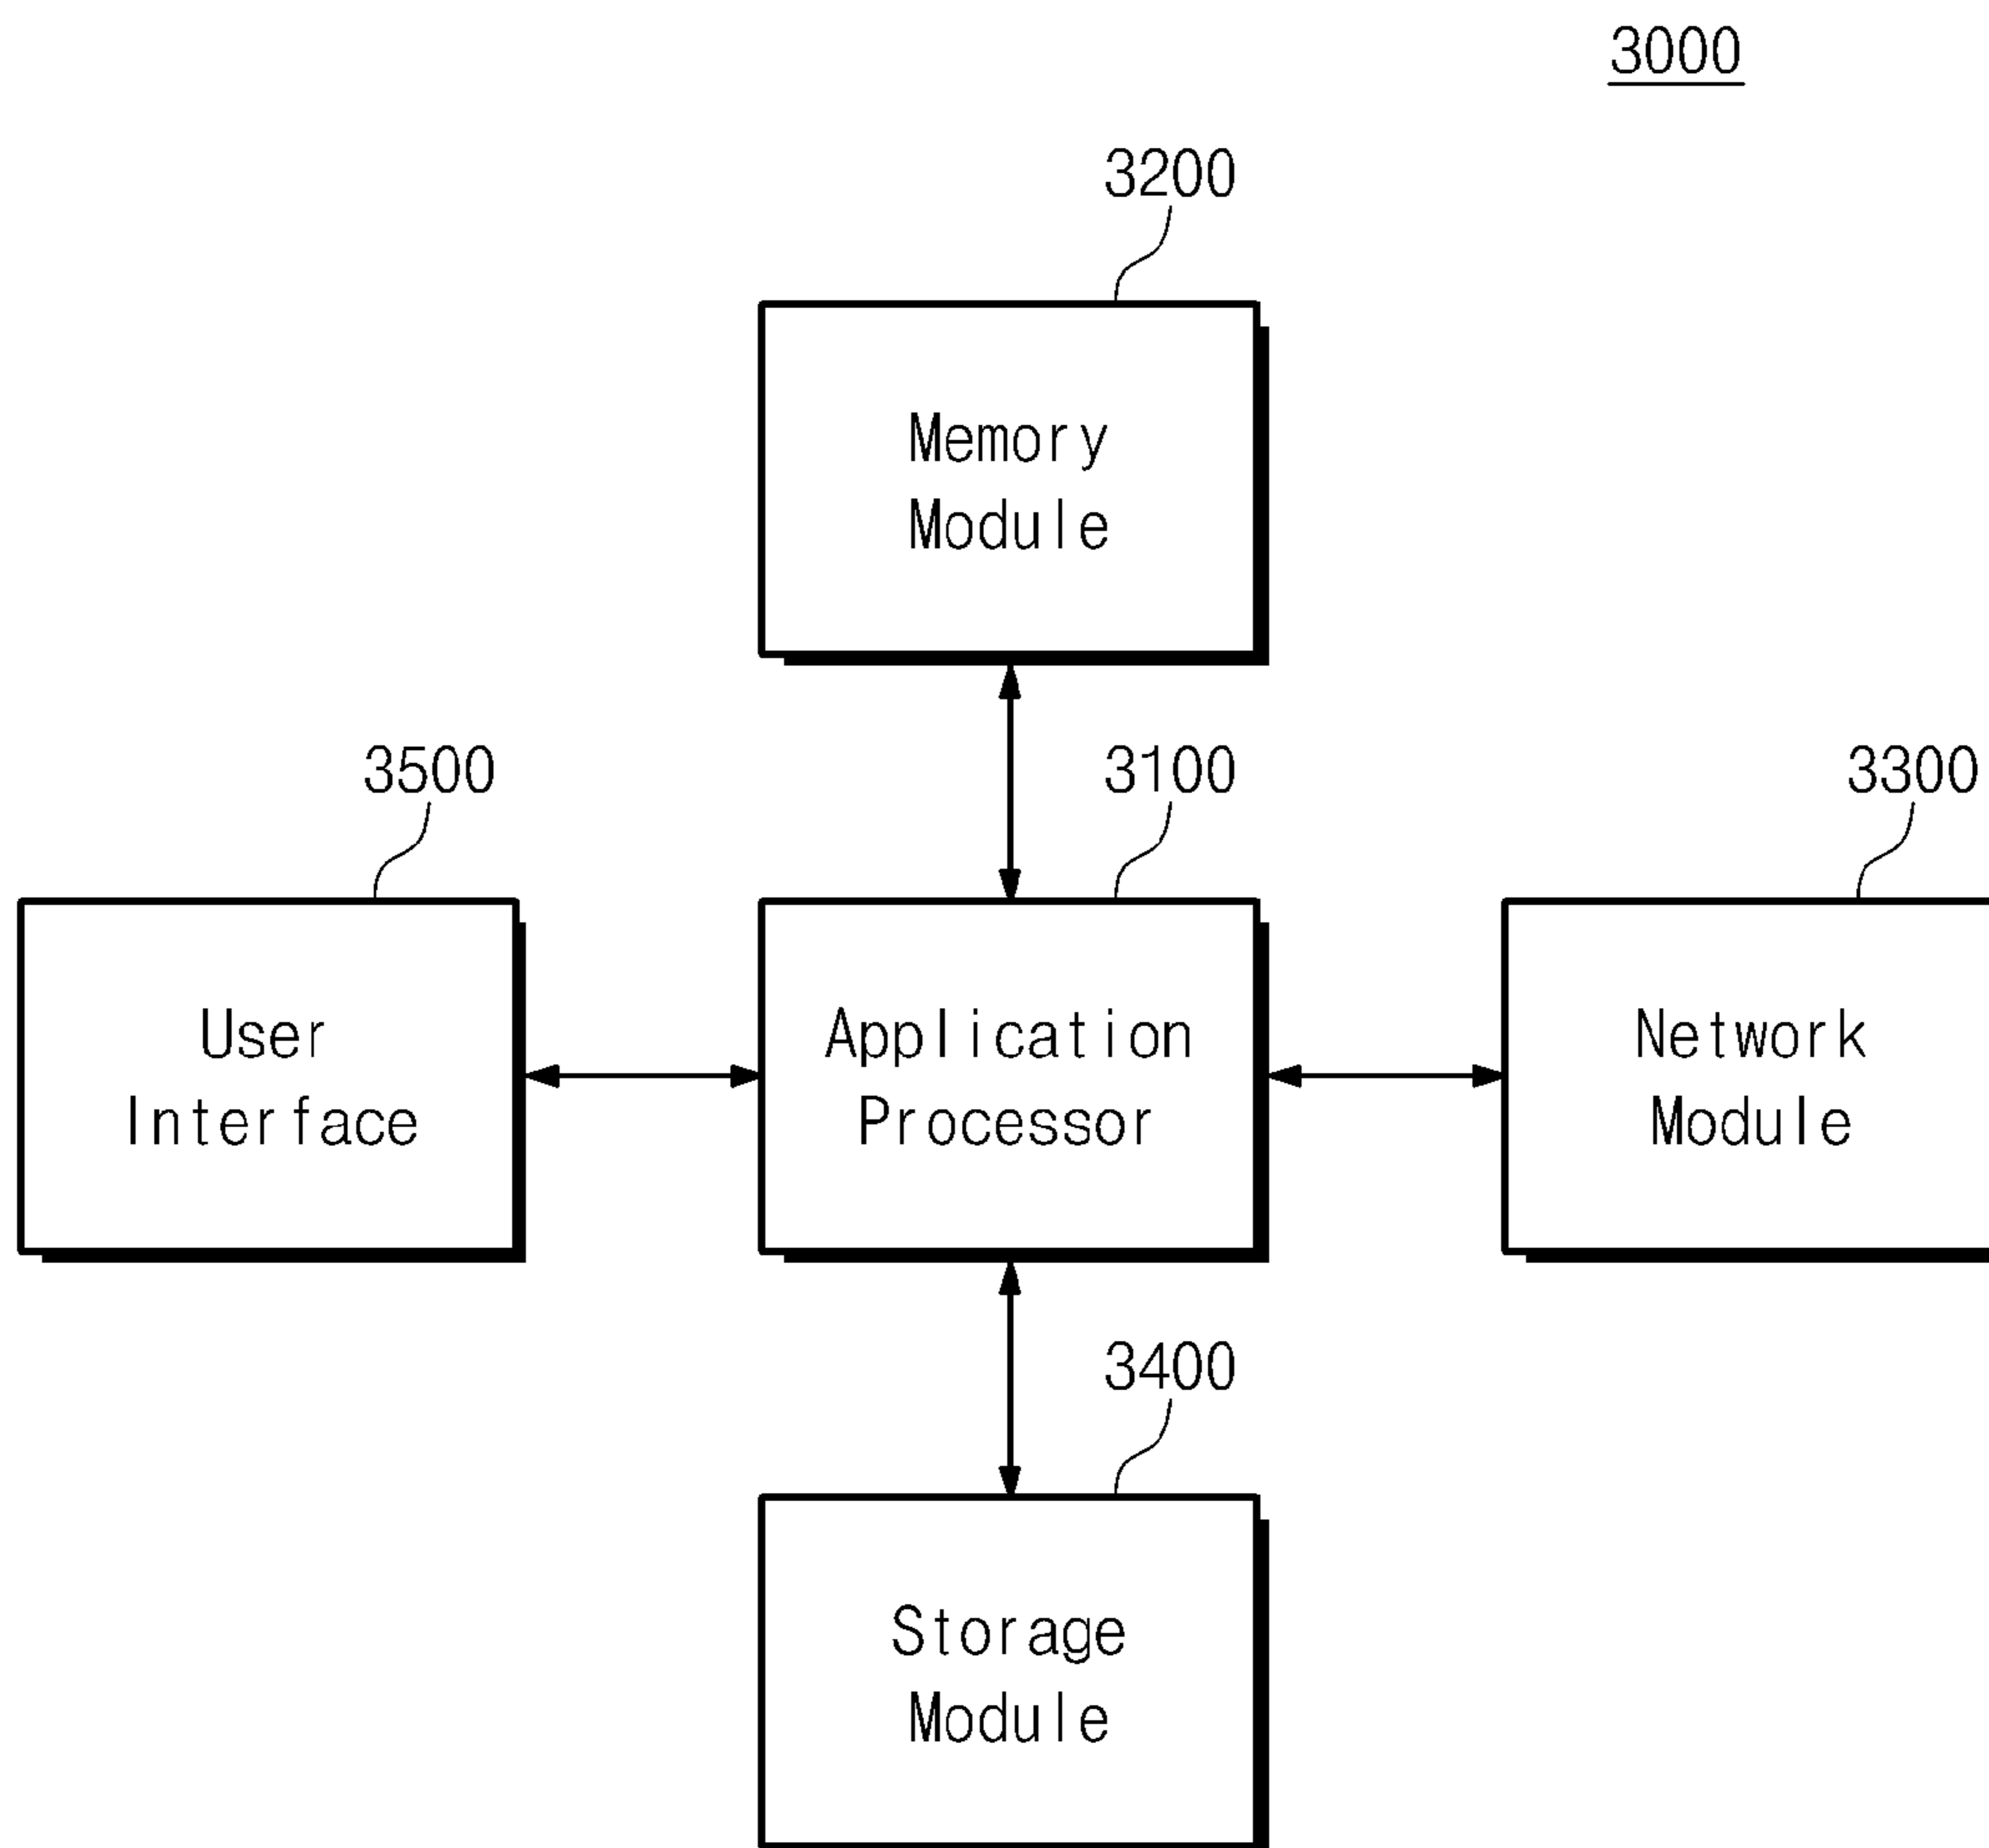 3000
3200
Memory
Module
3500
3100
3300
User
Interface
Application
Processor
Network
Module
3400
Storage
Module